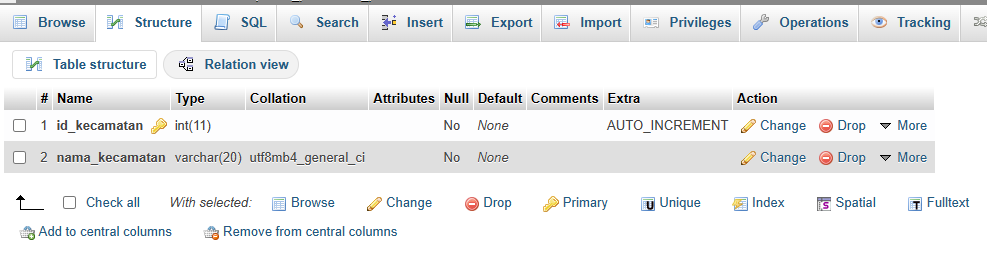 Browse Structure SQL Search Insert Export Import Privileges Operations Tracking
Table structure Relation view
# Name Type Collation Attributes Null Default Comments Extra Action
1 id_kecamatan int(11) No None AUTO_INCREMENT Change Drop More
2 nama_kecamatan varchar(20) utf8mb4_general_ci No None Change Drop More
Check all With selected: Browse Change Drop Primary Unique Index Spatial Fulltext
Add to central columns Remove from central columns